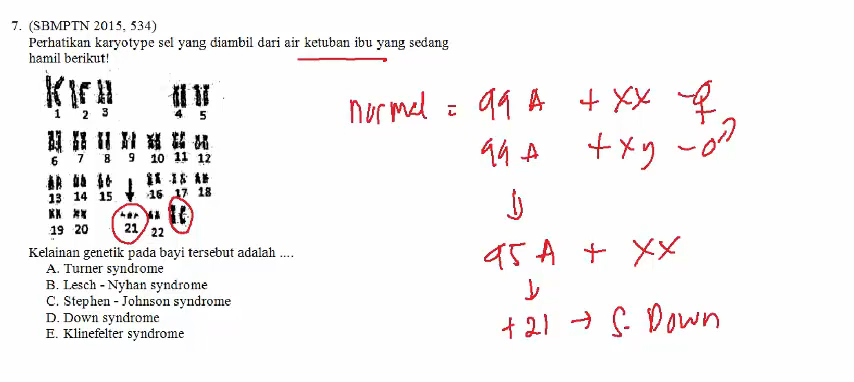 7. (SBMPTN 2015, 534)
Perhatikan karyotype sel yang diambil dari air ketuban ibu yang sedang
hamil berikut!
1 2 3 4 5
6 7 8 9 10 11 12
13 14 15 16 17 18
19 20 21 22
Kelainan genetik pada bayi tersebut adalah ....
A. Turner syndrome
B. Lesch - Nyhan syndrome
C. Stephen - Johnson syndrome
D. Down syndrome
E. Klinefelter syndrome
normal = 44 A + XX - ♀
44 A + XY - ♂
↓
45 A + XX
↓
+21 → S. Down